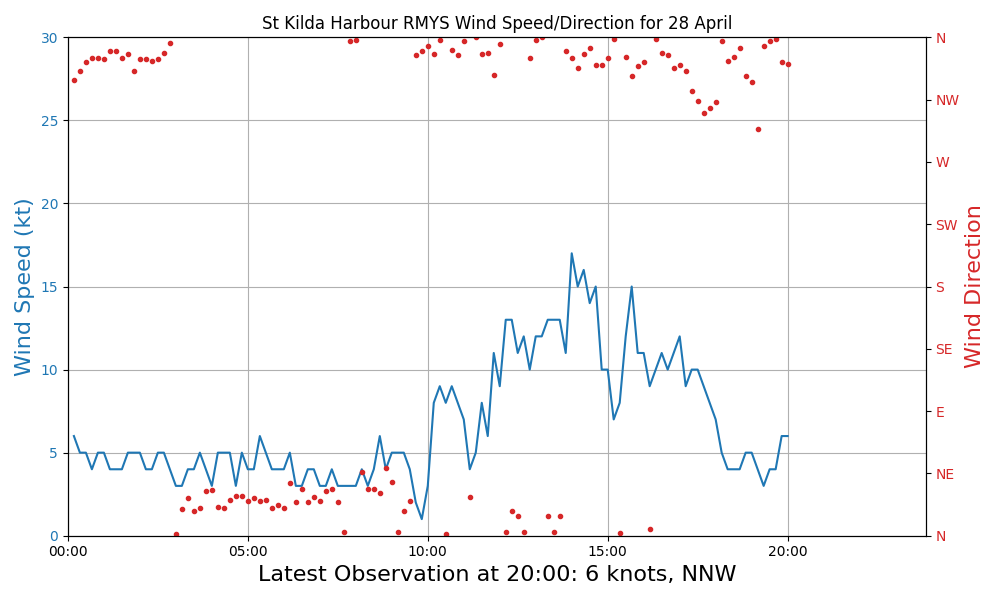 St Kilda Harbour RMYS Wind Speed/Direction for 28 April
30
25
20
15
10
5
0
Wind Speed (kt)
N
NW
W
SW
S
SE
E
NE
N
Wind Direction
00:00 05:00 10:00 15:00 20:00
Latest Observation at 20:00: 6 knots, NNW